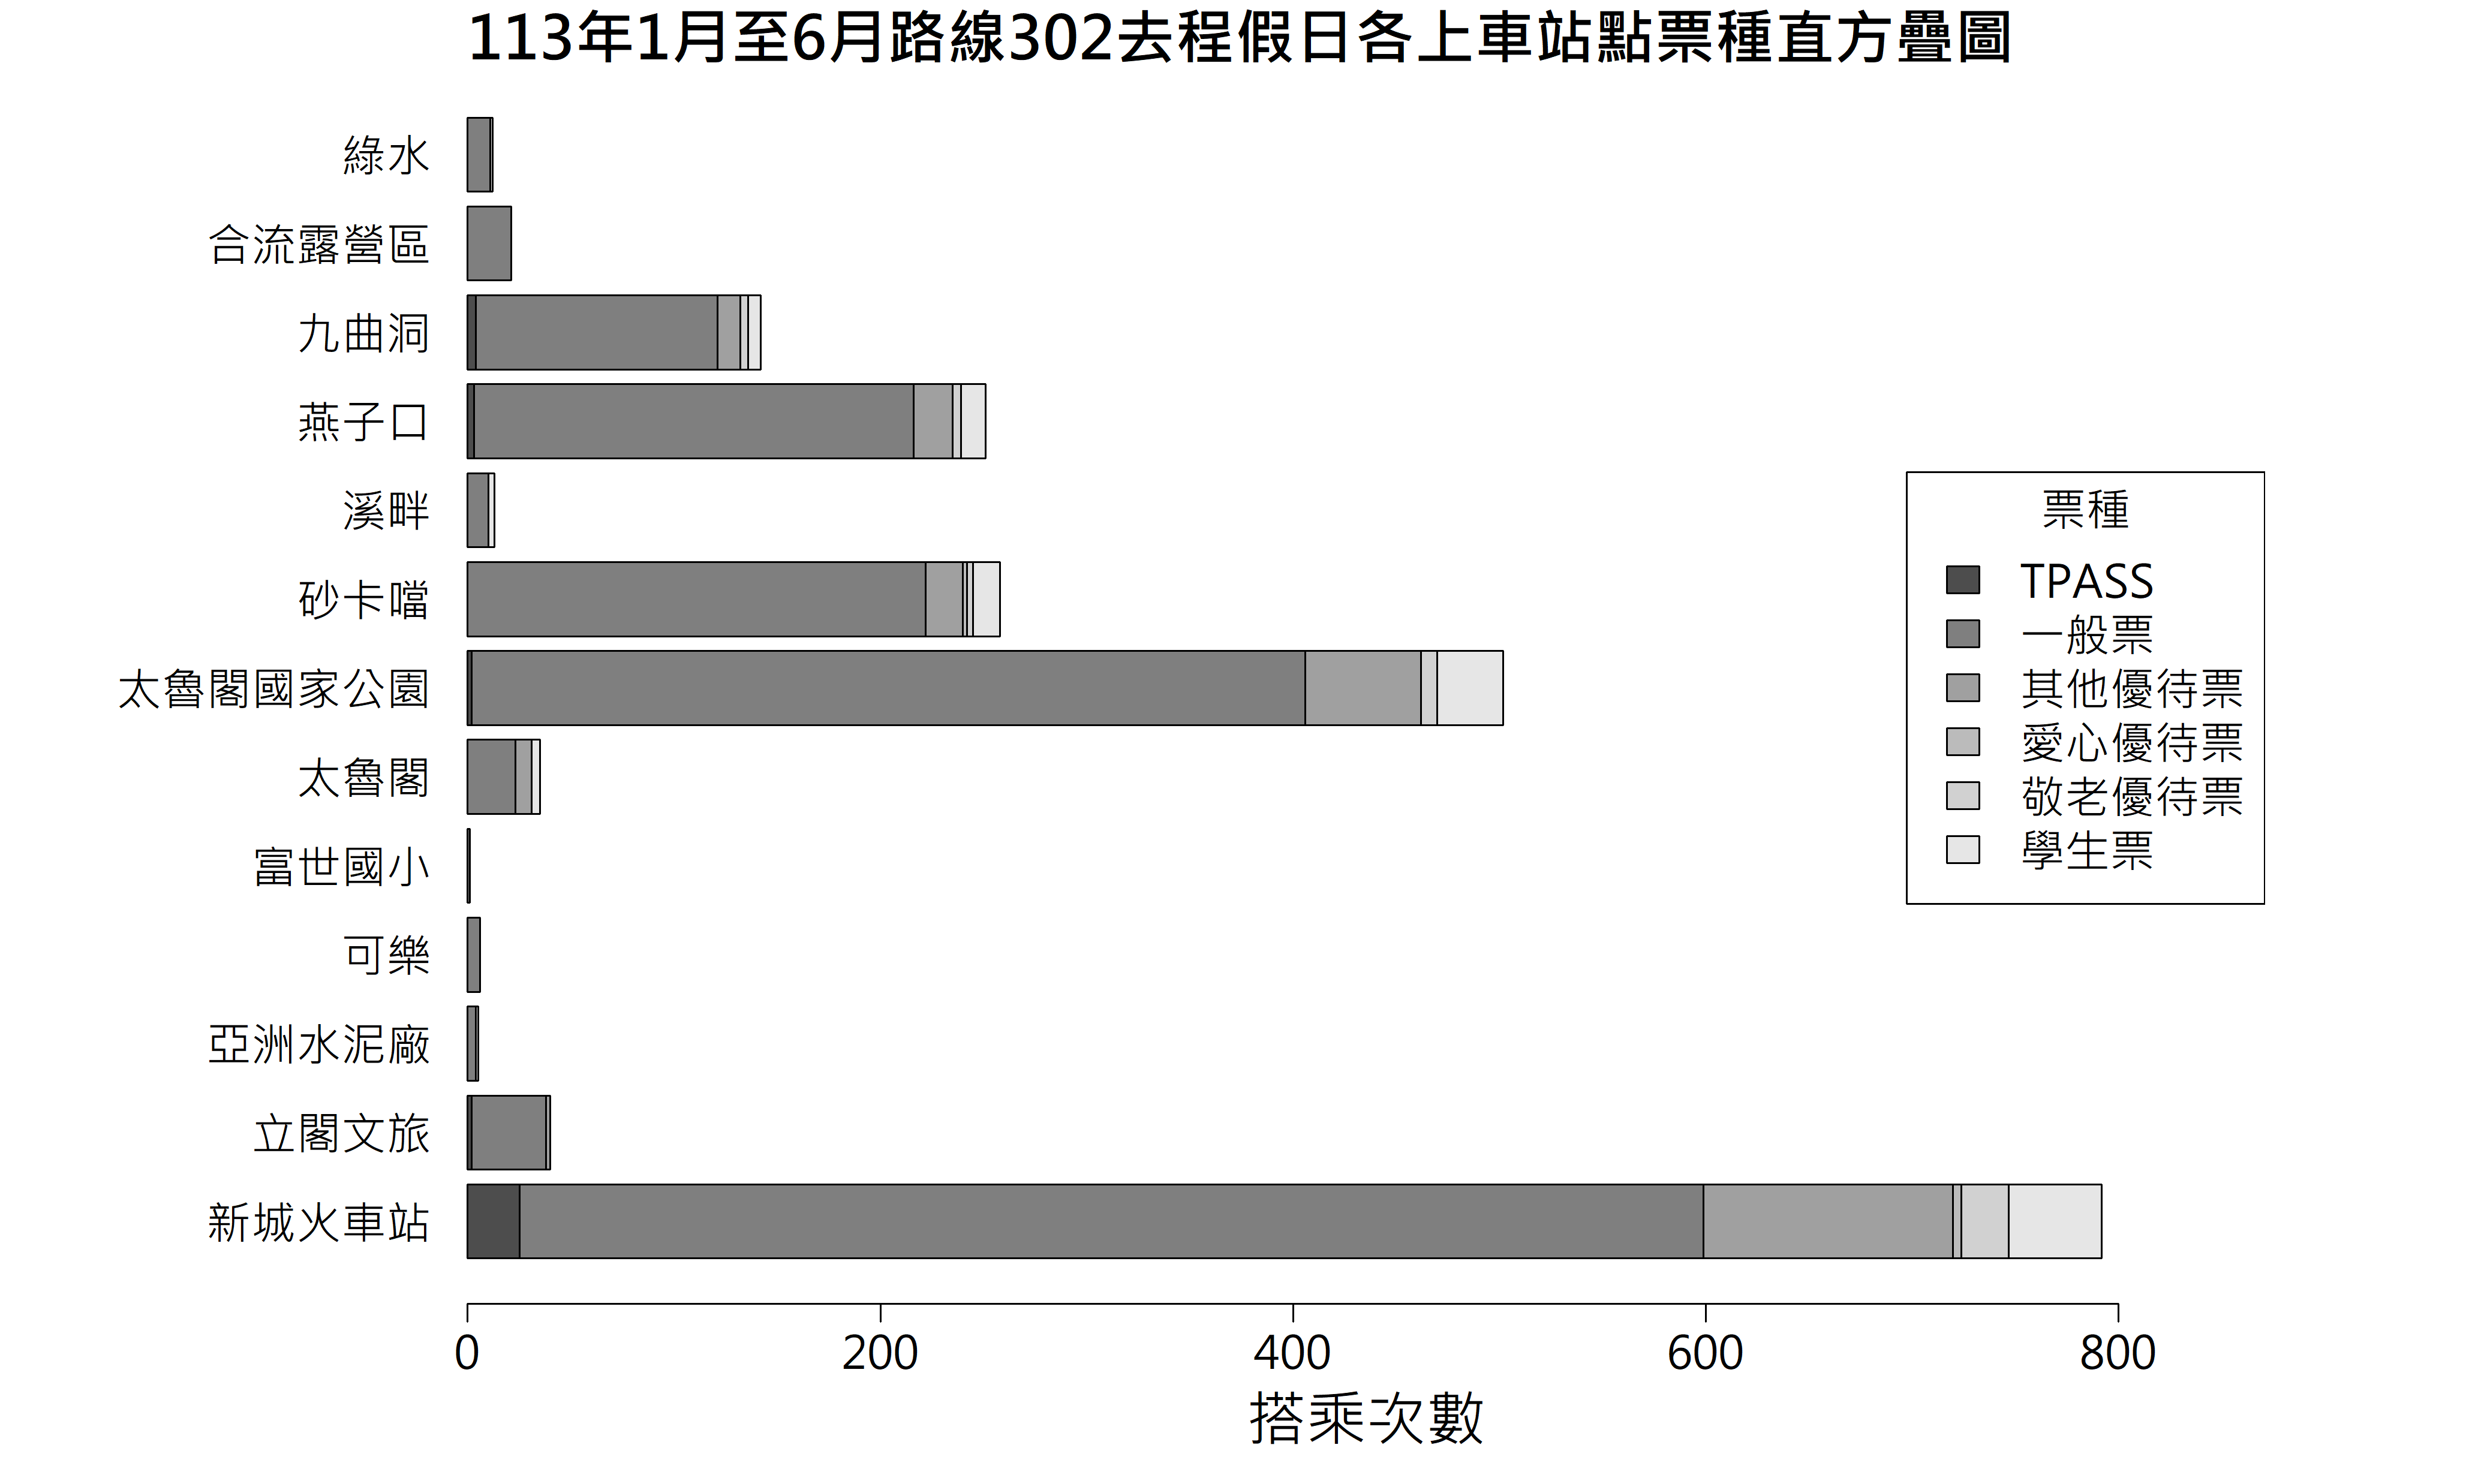 113年1月至6月路線302去程假日各上車站點票種直方疊圖
綠水
合流露營區
九曲洞
燕子口
溪畔
砂卡噹
太魯閣國家公園
太魯閣
富世國小
可樂
亞洲水泥廠
立閣文旅
新城火車站
票種
TPASS
一般票
其他優待票
愛心優待票
敬老優待票
學生票
0 200 400 600 800
搭乘次數